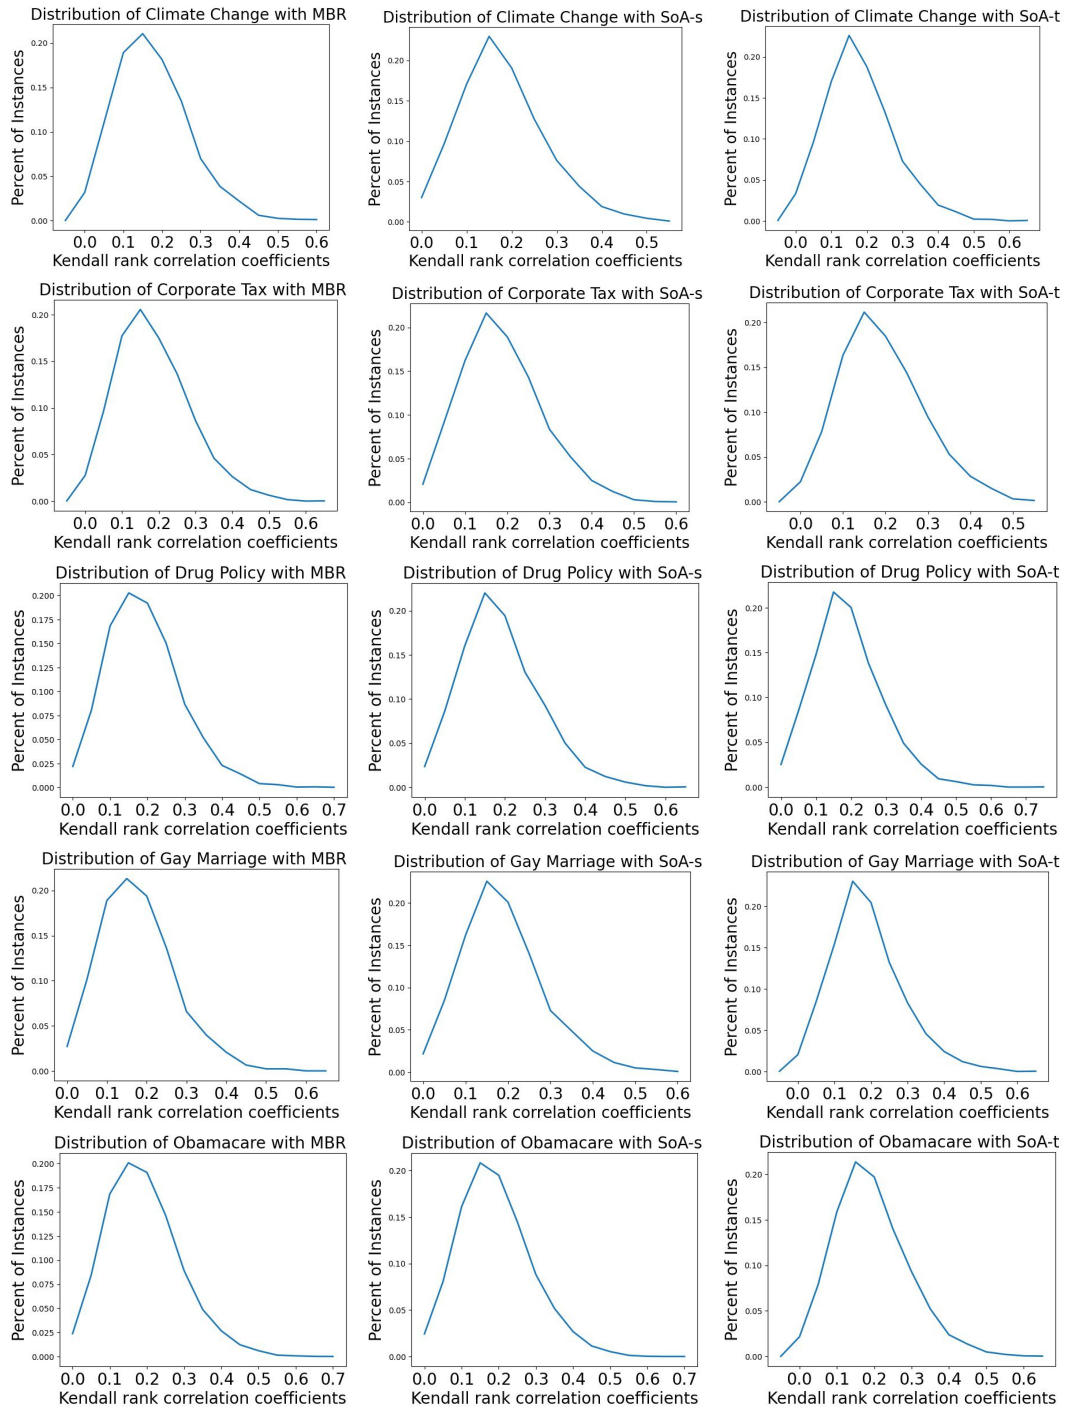 Distribution of Climate Change with MBR
Percent of Instances
0.20
0.15
0.10
0.05
0.00
0.0 0.1 0.2 0.3 0.4 0.5 0.6
Kendall rank correlation coefficients
Distribution of Climate Change with SoA-s
Percent of Instances
0.20
0.15
0.10
0.05
0.00
0.0 0.1 0.2 0.3 0.4 0.5
Kendall rank correlation coefficients
Distribution of Climate Change with SoA-t
Percent of Instances
0.20
0.15
0.10
0.05
0.00
0.0 0.1 0.2 0.3 0.4 0.5 0.6
Kendall rank correlation coefficients
Distribution of Corporate Tax with MBR
Percent of Instances
0.20
0.15
0.10
0.05
0.00
0.0 0.1 0.2 0.3 0.4 0.5 0.6
Kendall rank correlation coefficients
Distribution of Corporate Tax with SoA-s
Percent of Instances
0.20
0.15
0.10
0.05
0.00
0.0 0.1 0.2 0.3 0.4 0.5 0.6
Kendall rank correlation coefficients
Distribution of Corporate Tax with SoA-t
Percent of Instances
0.20
0.15
0.10
0.05
0.00
0.0 0.1 0.2 0.3 0.4 0.5
Kendall rank correlation coefficients
Distribution of Drug Policy with MBR
Percent of Instances
0.200
0.175
0.150
0.125
0.100
0.075
0.050
0.025
0.000
0.0 0.1 0.2 0.3 0.4 0.5 0.6 0.7
Kendall rank correlation coefficients
Distribution of Drug Policy with SoA-s
Percent of Instances
0.20
0.15
0.10
0.05
0.00
0.0 0.1 0.2 0.3 0.4 0.5 0.6
Kendall rank correlation coefficients
Distribution of Drug Policy with SoA-t
Percent of Instances
0.20
0.15
0.10
0.05
0.00
0.0 0.1 0.2 0.3 0.4 0.5 0.6 0.7
Kendall rank correlation coefficients
Distribution of Gay Marriage with MBR
Percent of Instances
0.20
0.15
0.10
0.05
0.00
0.0 0.1 0.2 0.3 0.4 0.5 0.6
Kendall rank correlation coefficients
Distribution of Gay Marriage with SoA-s
Percent of Instances
0.20
0.15
0.10
0.05
0.00
0.0 0.1 0.2 0.3 0.4 0.5 0.6
Kendall rank correlation coefficients
Distribution of Gay Marriage with SoA-t
Percent of Instances
0.20
0.15
0.10
0.05
0.00
0.0 0.1 0.2 0.3 0.4 0.5 0.6
Kendall rank correlation coefficients
Distribution of Obamacare with MBR
Percent of Instances
0.200
0.175
0.150
0.125
0.100
0.075
0.050
0.025
0.000
0.0 0.1 0.2 0.3 0.4 0.5 0.6 0.7
Kendall rank correlation coefficients
Distribution of Obamacare with SoA-s
Percent of Instances
0.20
0.15
0.10
0.05
0.00
0.0 0.1 0.2 0.3 0.4 0.5 0.6 0.7
Kendall rank correlation coefficients
Distribution of Obamacare with SoA-t
Percent of Instances
0.20
0.15
0.10
0.05
0.00
0.0 0.1 0.2 0.3 0.4 0.5 0.6
Kendall rank correlation coefficients